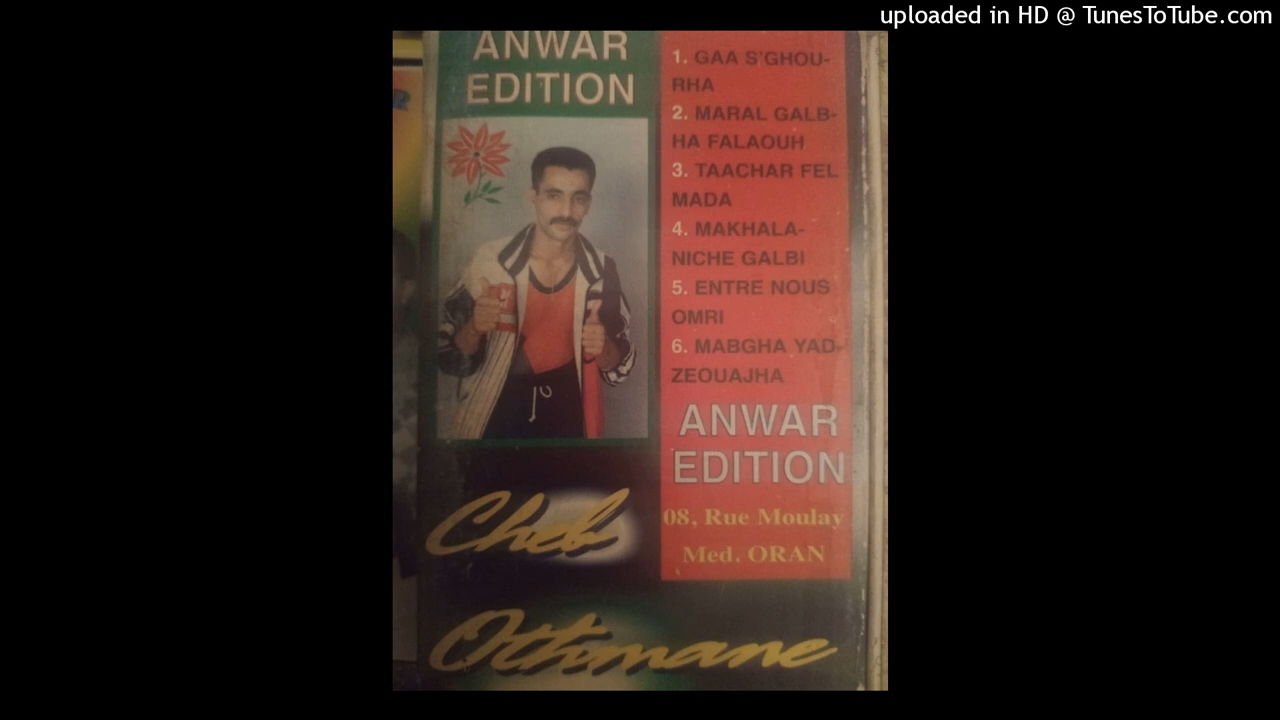 uploaded in HD @ TunesToTube.com
ANWAR
EDITION
1. GAA S'GHOU-
RHA
2. MARAL GALB-
HA FALAOUH
3. TAACHAR FEL
MADA
4. MAKHALA-
NICHE GALBI
5. ENTRE NOUS
OMRI
6. MABGHA YAD-
ZEOUAJHA
ANWAR
EDITION
08, Rue Moulay
Med. ORAN
Cheb
Othmane